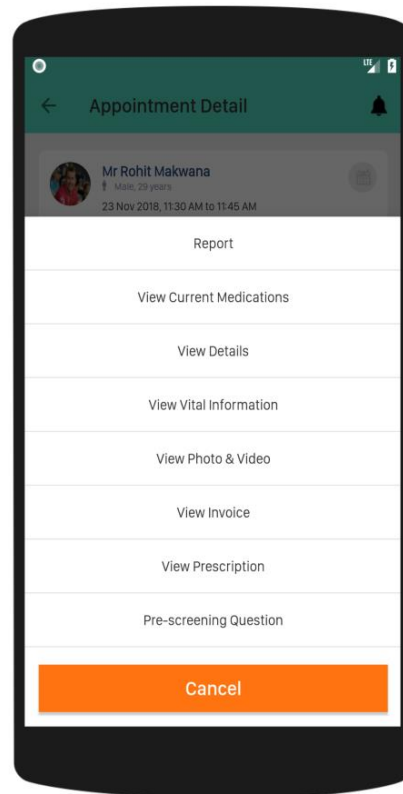 LTE
Appointment Detail
Mr Rohit Makwana
Male, 29 years
23 Nov 2018, 11:30 AM to 11:45 AM
Report
View Current Medications
View Details
View Vital Information
View Photo & Video
View Invoice
View Prescription
Pre-screening Question
Cancel